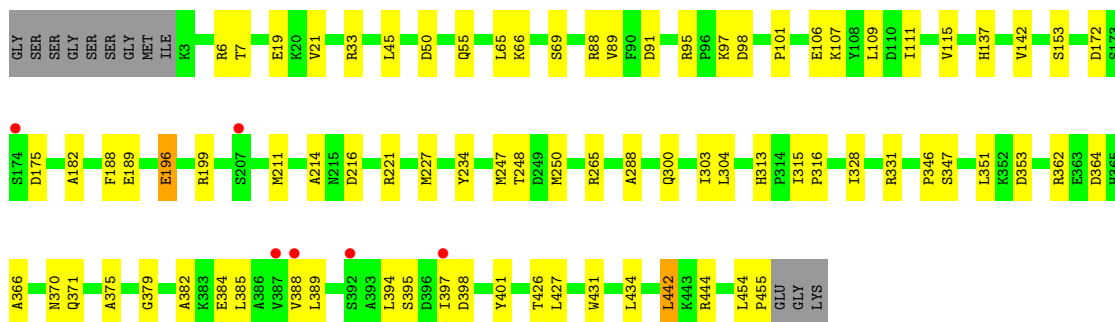 GLY SER SER GLY SER SER GLY MET ILE K3 R6 T7 E19 K20 V21 R33 L45 D50 Q55 L65 K66 S69 R88 V89 F90 D91 R95 P96 K97 D98 P101 E106 K107 Y108 L109 D110 I111 V115 H137 V142 S153 D172 S173
S174 D175 A182 F188 E189 E196 R199 S207 M211 A214 N215 D216 R221 M227 Y234 M247 T248 D249 M250 R265 A288 Q300 I303 L304 H313 P314 I315 P316 I328 R331 P346 S347 L351 K352 D353 R362 E363 D364 H365
A366 N370 Q371 A375 G379 A382 K383 E384 L385 A386 V387 V388 L389 S392 A393 L394 S395 D396 I397 D398 Y401 T426 L427 W431 L434 L442 K443 R444 L454 P455 GLU GLY LYS